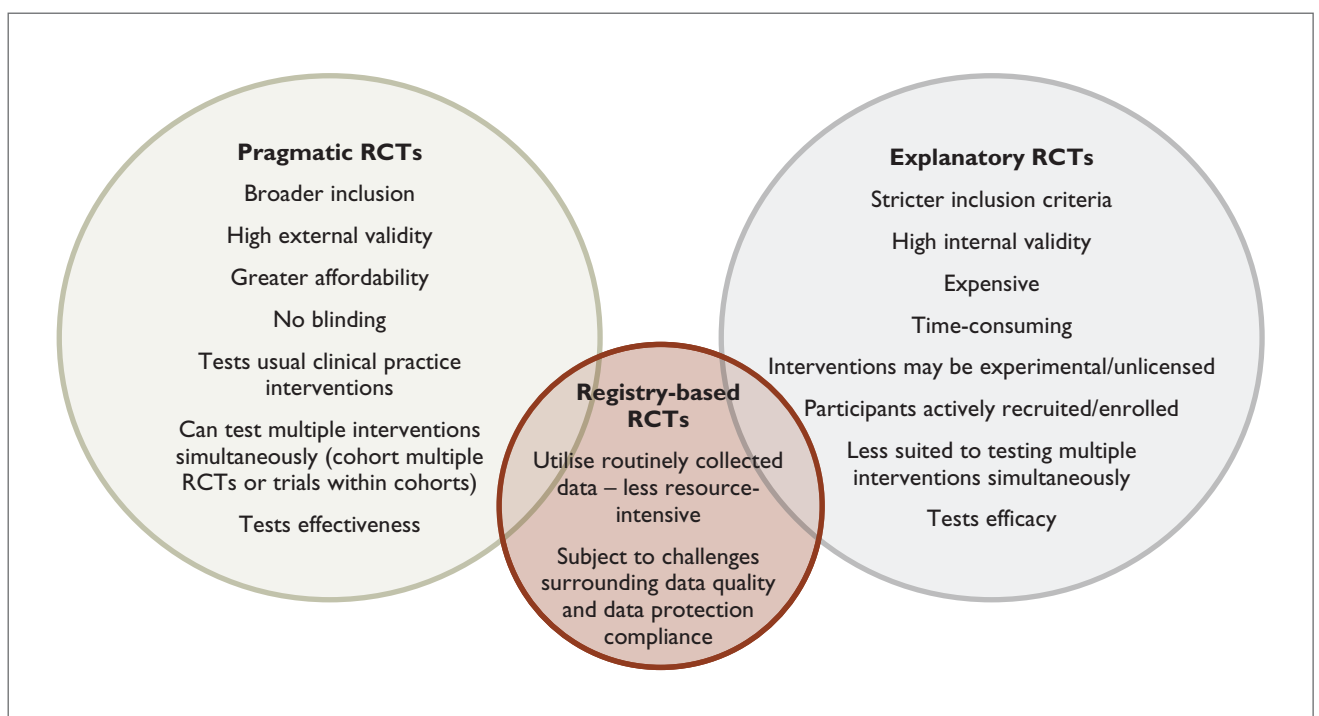 Pragmatic RCTs
Broader inclusion
High external validity
Greater affordability
No blinding
Tests usual clinical practice
interventions
Can test multiple interventions
simultaneously (cohort multiple
RCTs or trials within cohorts)
Tests effectiveness
Registry-based
RCTs
Utilise routinely collected
data – less resource-
intensive
Subject to challenges
surrounding data quality
and data protection
compliance
Explanatory RCTs
Stricter inclusion criteria
High internal validity
Expensive
Time-consuming
Interventions may be experimental/unlicensed
Participants actively recruited/enrolled
Less suited to testing multiple
interventions simultaneously
Tests efficacy